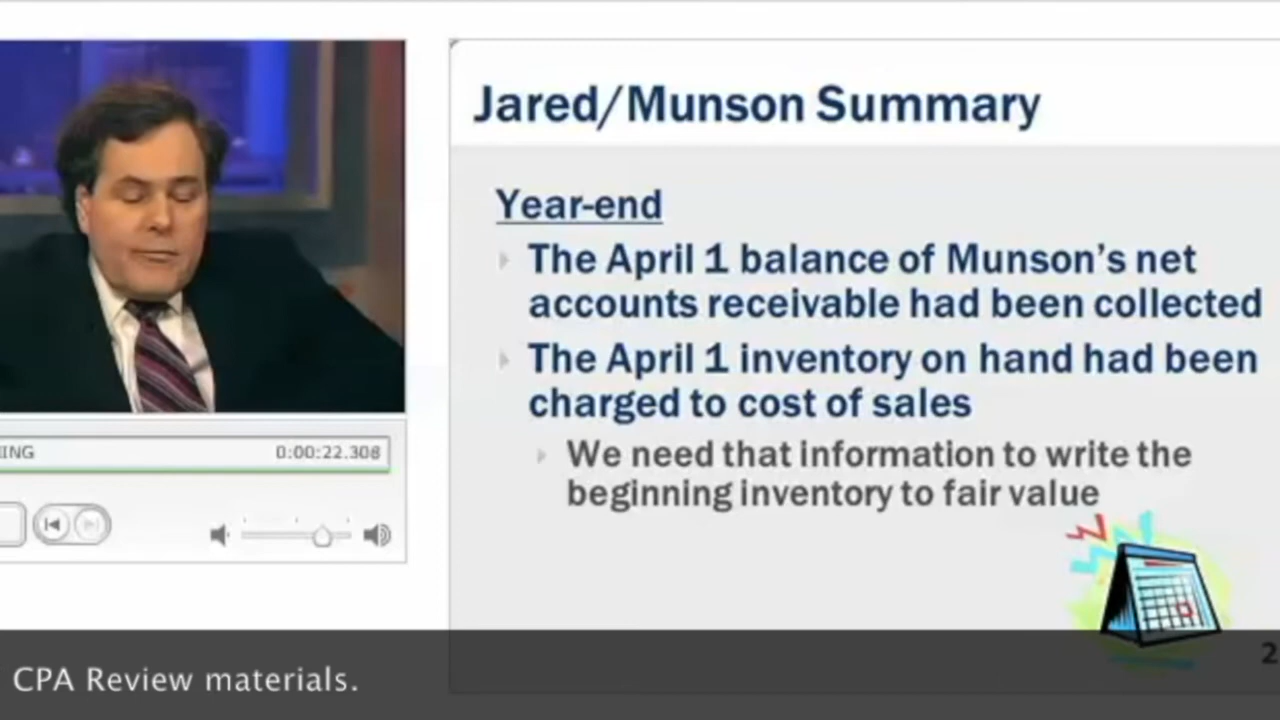 Jared/Munson Summary
Year-end
The April 1 balance of Munson's net
accounts receivable had been collected
The April 1 inventory on hand had been
charged to cost of sales
We need that information to write the
beginning inventory to fair value
ING
0:00:22.308
2
CPA Review materials.